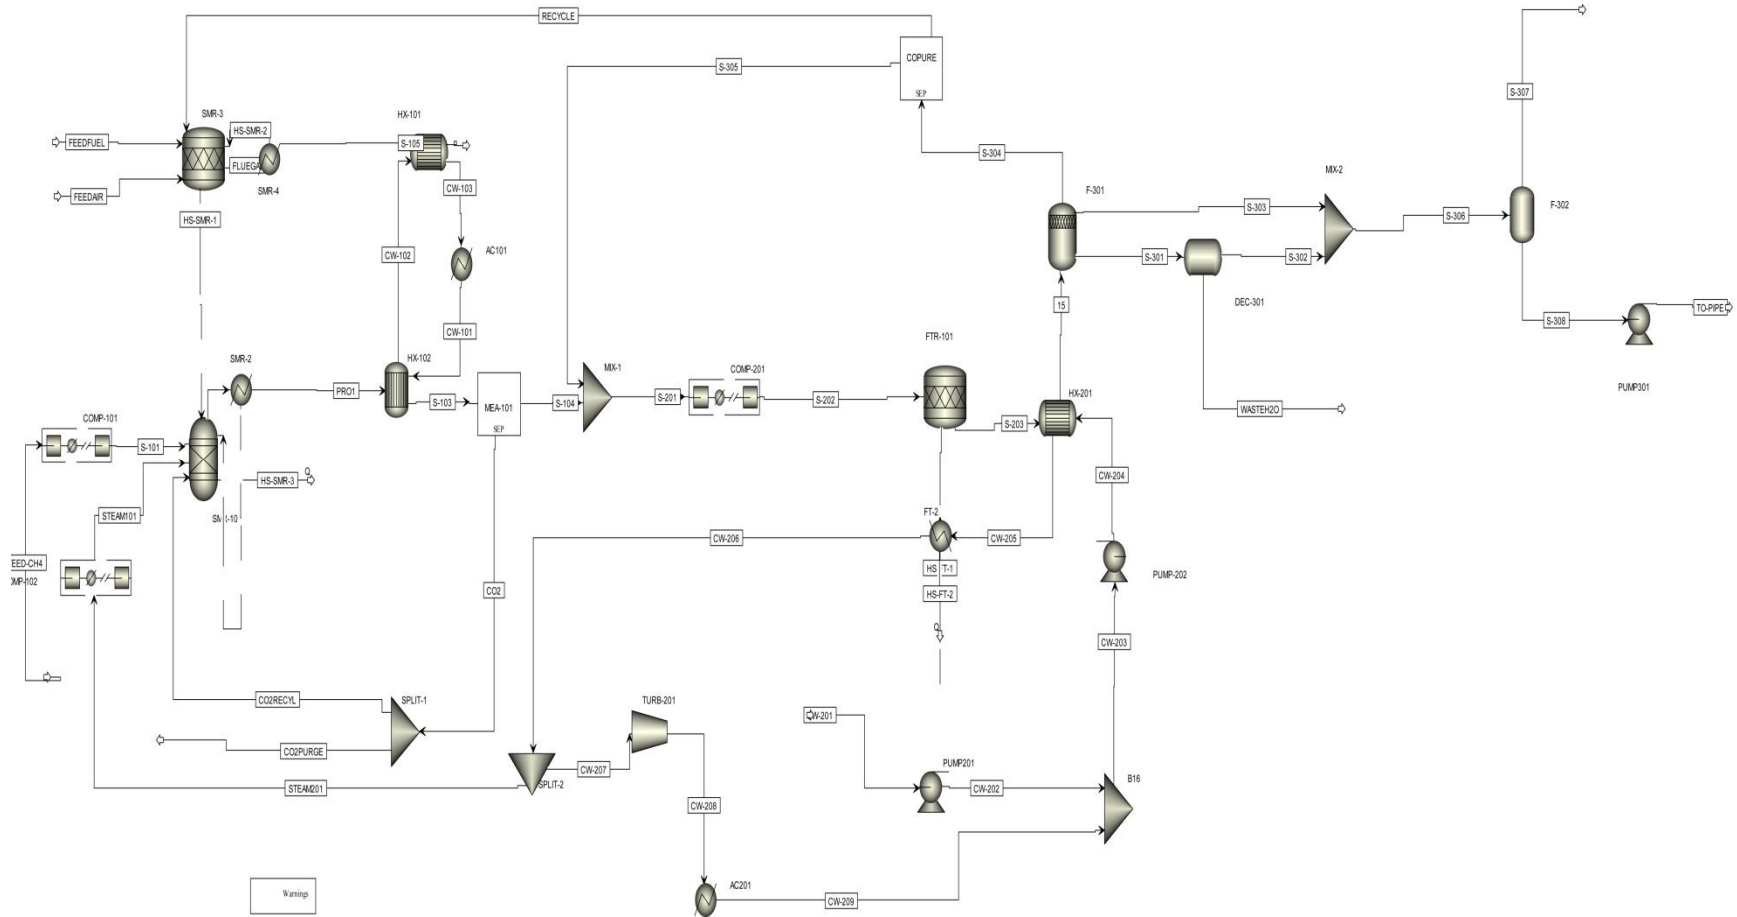 RECYCLE
COPURE
SEP
S-305
S-307
SMR-3
HX-101
HS-SMR-2
FEEDFUEL
S-105
S-304
FLUEGA
MIX-2
SMR-4
CW-103
F-301
FEEDAIR
S-303
S-306
F-302
HS-SMR-1
AC101
CW-102
S-301
S-302
DEC-301
15
TO-PIPE
CW-101
S-308
FTR-101
SMR-2
HX-102
MIX-1
COMP-201
PUMP301
PRO1
HX-201
S-103
MEA-101
SEP
S-104
S-201
S-202
WASTEH2O
COMP-101
S-203
S-101
Q
HS-SMR-3
CW-204
STEAM101
FT-2
CW-206
CW-205
EED-CH4
HS
T-1
PUMP-202
CO2
HS-FT-2
Q
CW-203
CO2RECYL
SPLIT-1
TURB-201
W-201
CO2PURGE
PUMP201
CW-207
B16
STEAM201
SPLIT-2
CW-202
CW-208
Warnings
AC201
CW-209